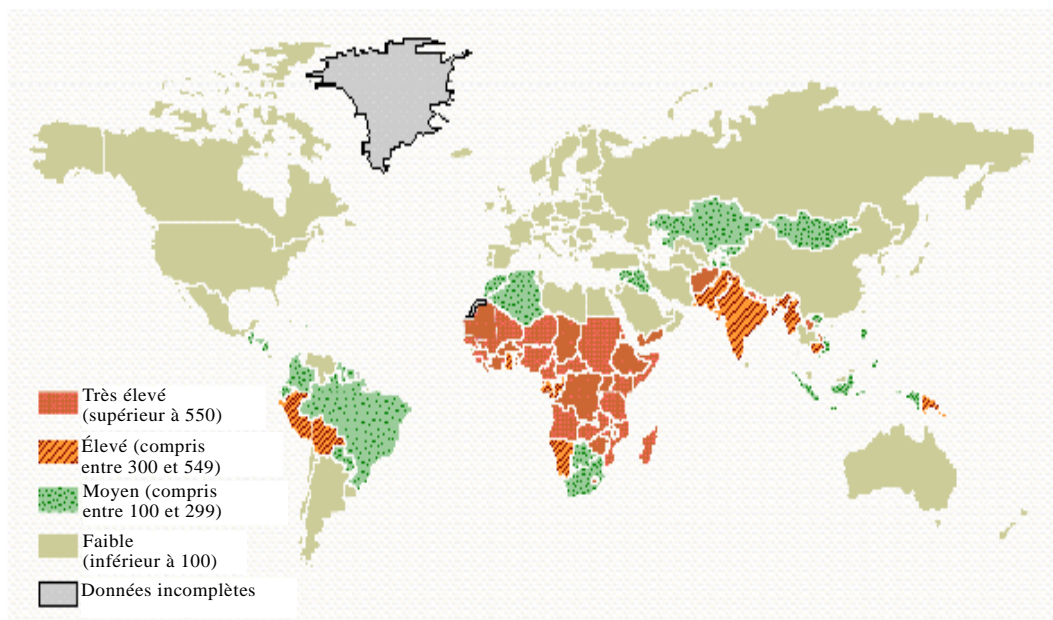 Très élevé
(supérieur à 550)
Élevé (compris
entre 300 et 549)
Moyen (compris
entre 100 et 299)
Faible
(inférieur à 100)
Données incomplètes